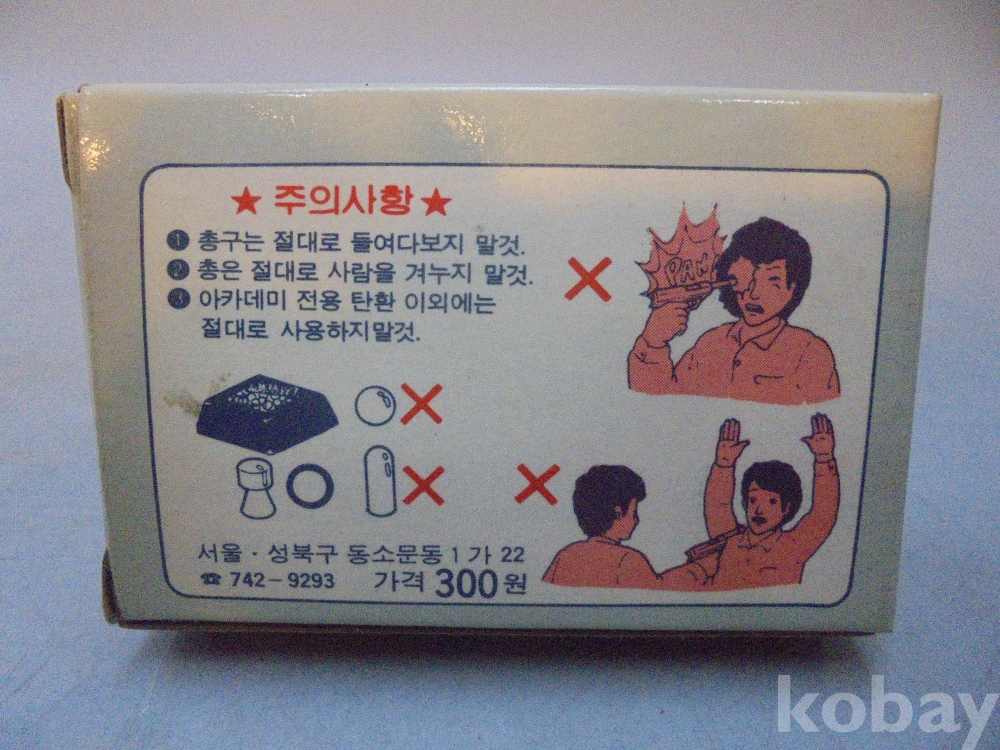 ★ 주의사항 ★
❶ 총구는 절대로 들여다보지 말것.
❷ 총은 절대로 사람을 겨누지 말것.
❸ 아카데미 전용 탄환 이외에는
절대로 사용하지말것.
PAN
서울·성북구 동소문동 1 가 22
☎ 742-9293 가격 300원
kobay